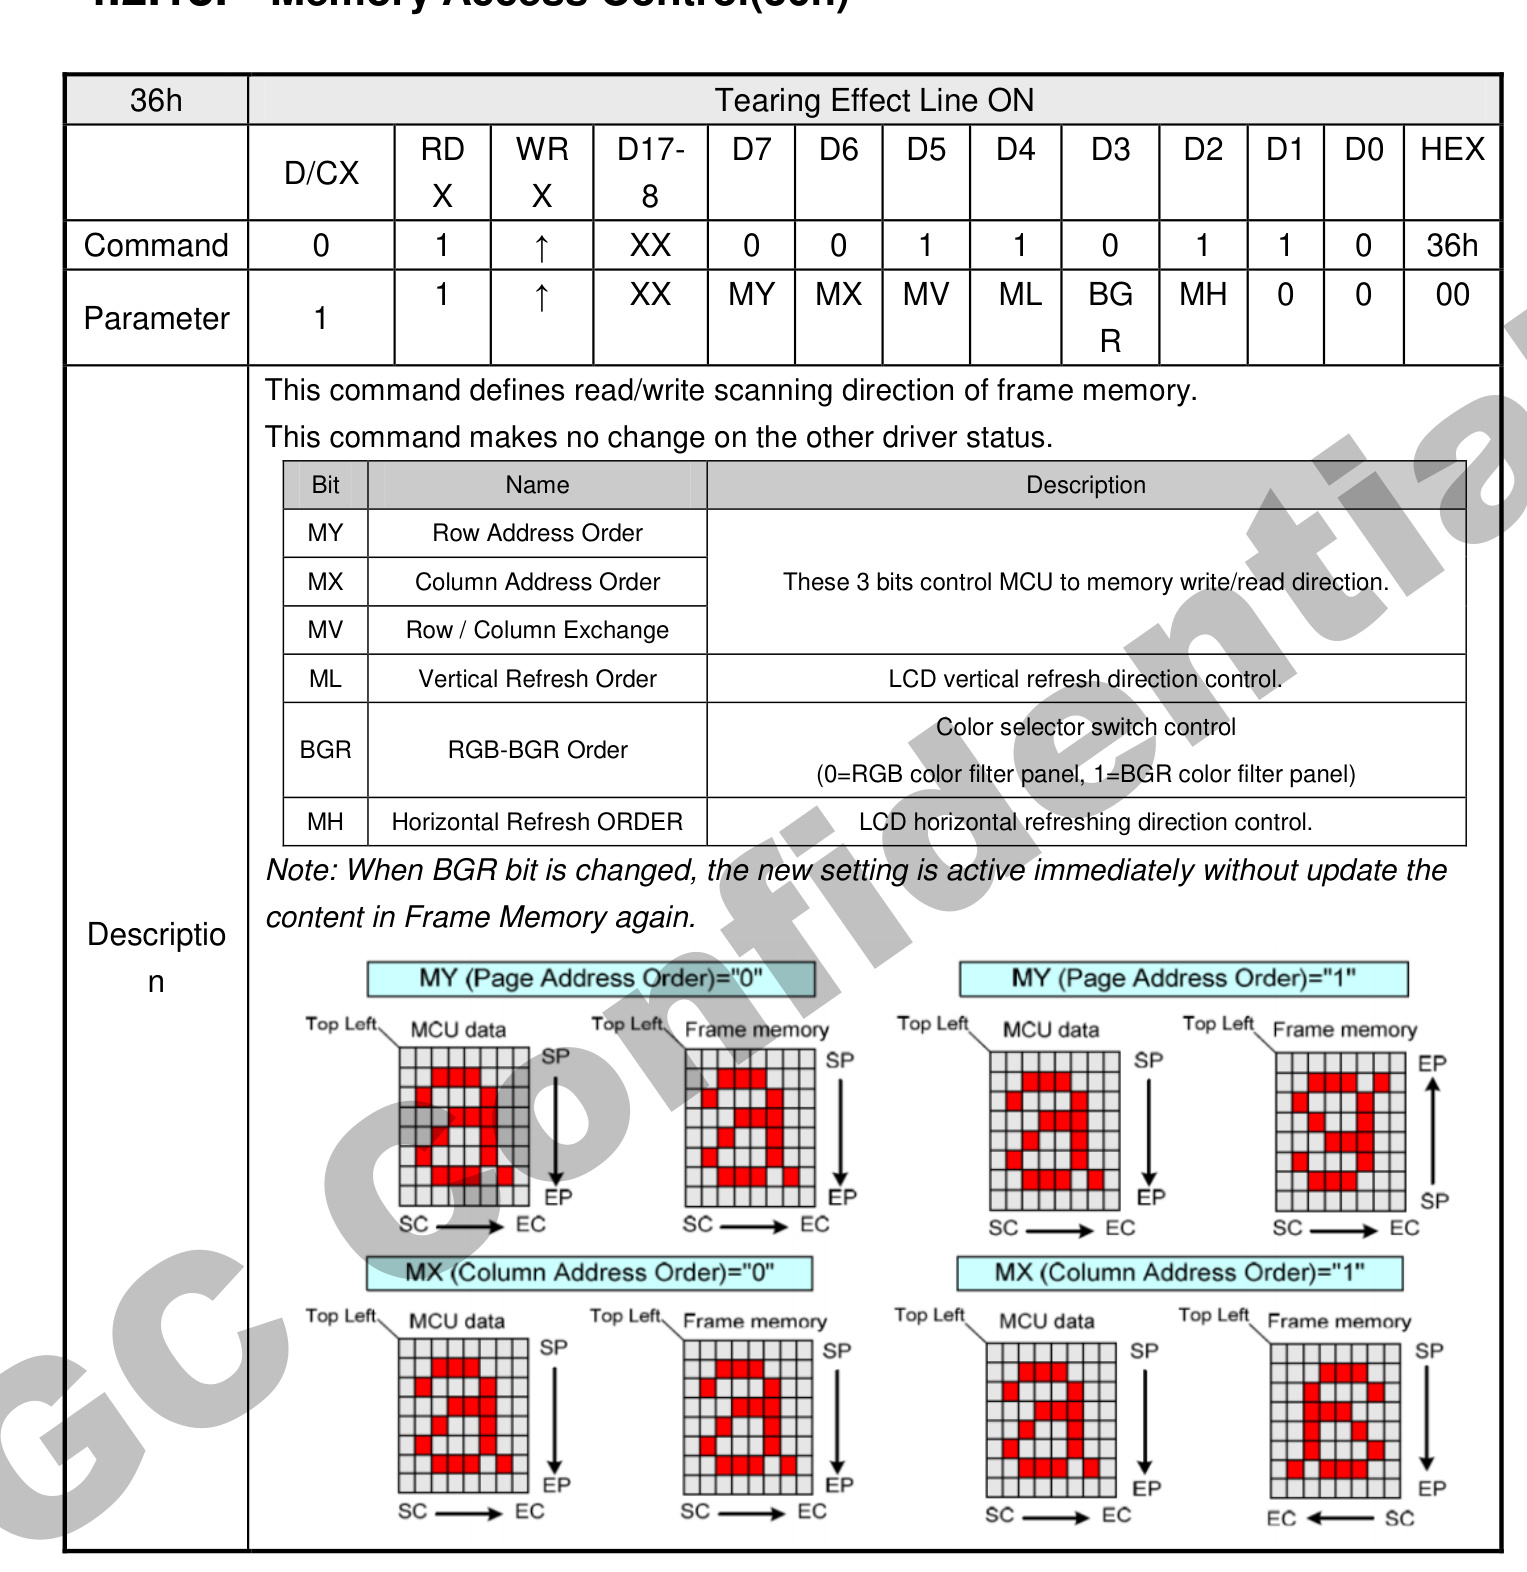 Memory Access Control(36h)
36h Tearing Effect Line ON
D/CX RD WR D17- D7 D6 D5 D4 D3 D2 D1 D0 HEX
X X 8
Command 0 1 ↑ XX 0 0 1 1 0 1 1 0 36h
Parameter 1 1 ↑ XX MY MX MV ML BG MH 0 0 00
R
Descriptio
n
This command defines read/write scanning direction of frame memory.
This command makes no change on the other driver status.
Bit Name Description
MY Row Address Order
MX Column Address Order These 3 bits control MCU to memory write/read direction.
MV Row / Column Exchange
ML Vertical Refresh Order LCD vertical refresh direction control.
BGR RGB-BGR Order Color selector switch control
(0=RGB color filter panel, 1=BGR color filter panel)
MH Horizontal Refresh ORDER LCD horizontal refreshing direction control.
Note: When BGR bit is changed, the new setting is active immediately without update the
content in Frame Memory again.
MY (Page Address Order)="0" MY (Page Address Order)="1"
Top Left MCU data Top Left Frame memory Top Left MCU data Top Left Frame memory
SP SP SP EP
EP EP EP SP
SC EC SC EC SC EC SC EC
MX (Column Address Order)="0" MX (Column Address Order)="1"
Top Left MCU data Top Left Frame memory Top Left MCU data Top Left Frame memory
SP SP SP SP
EP EP EP EP
SC EC SC EC SC EC EC SC
GC Confidential